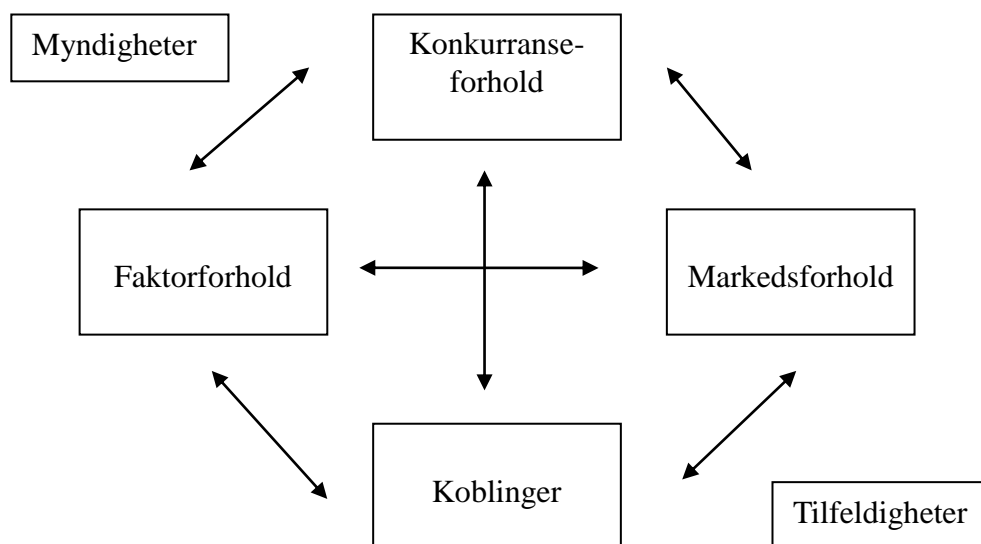 Myndigheter
Konkurranse-
forhold
Faktorforhold
Markedsforhold
Koblinger
Tilfeldigheter